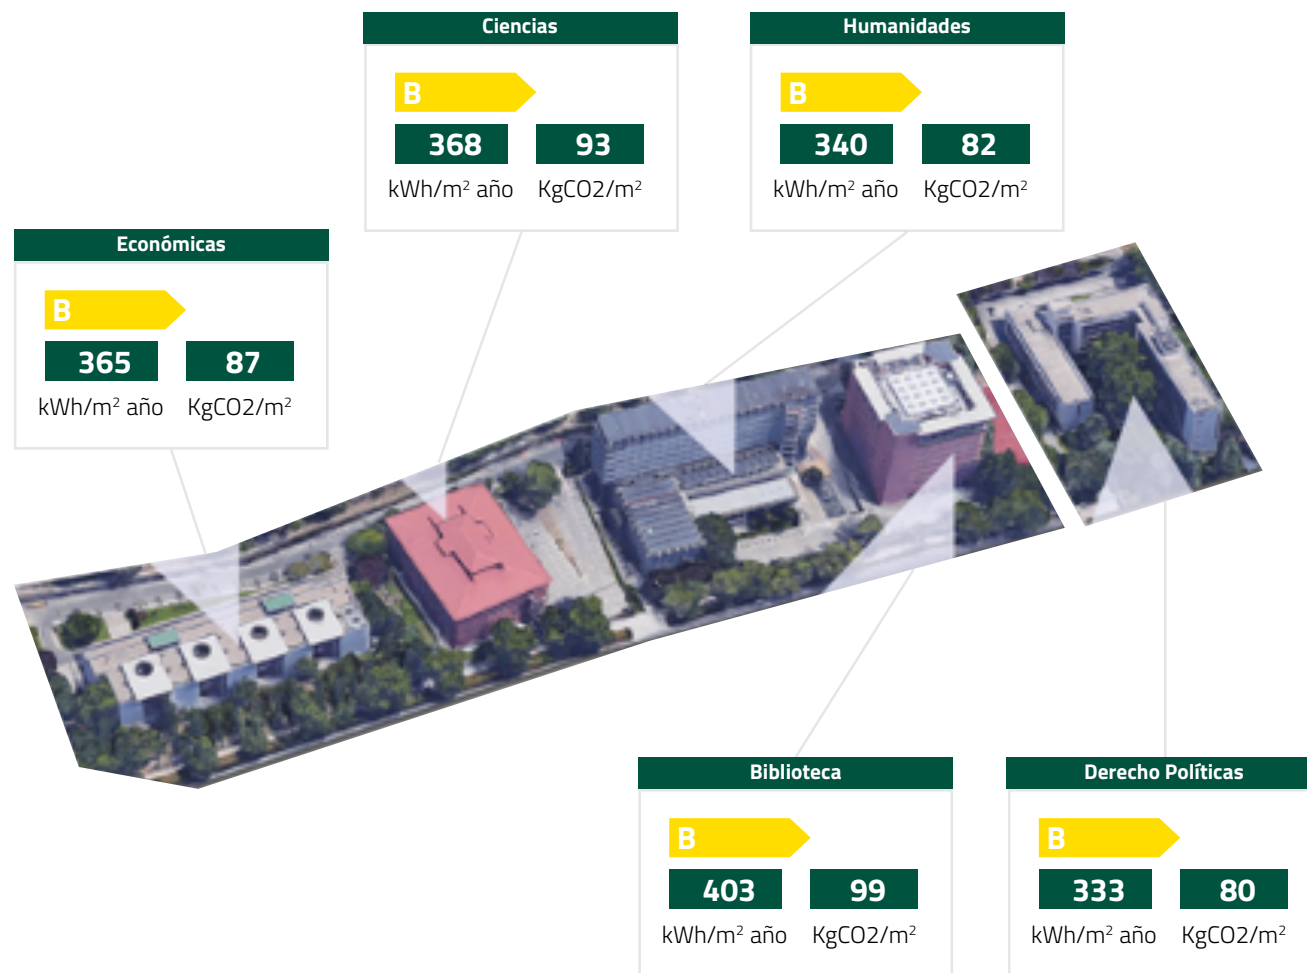 Ciencias
B
368 93
kWh/m² año KgCO2/m²
Humanidades
B
340 82
kWh/m² año KgCO2/m²
Económicas
B
365 87
kWh/m² año KgCO2/m²
Biblioteca
B
403 99
kWh/m² año KgCO2/m²
Derecho Políticas
B
333 80
kWh/m² año KgCO2/m²